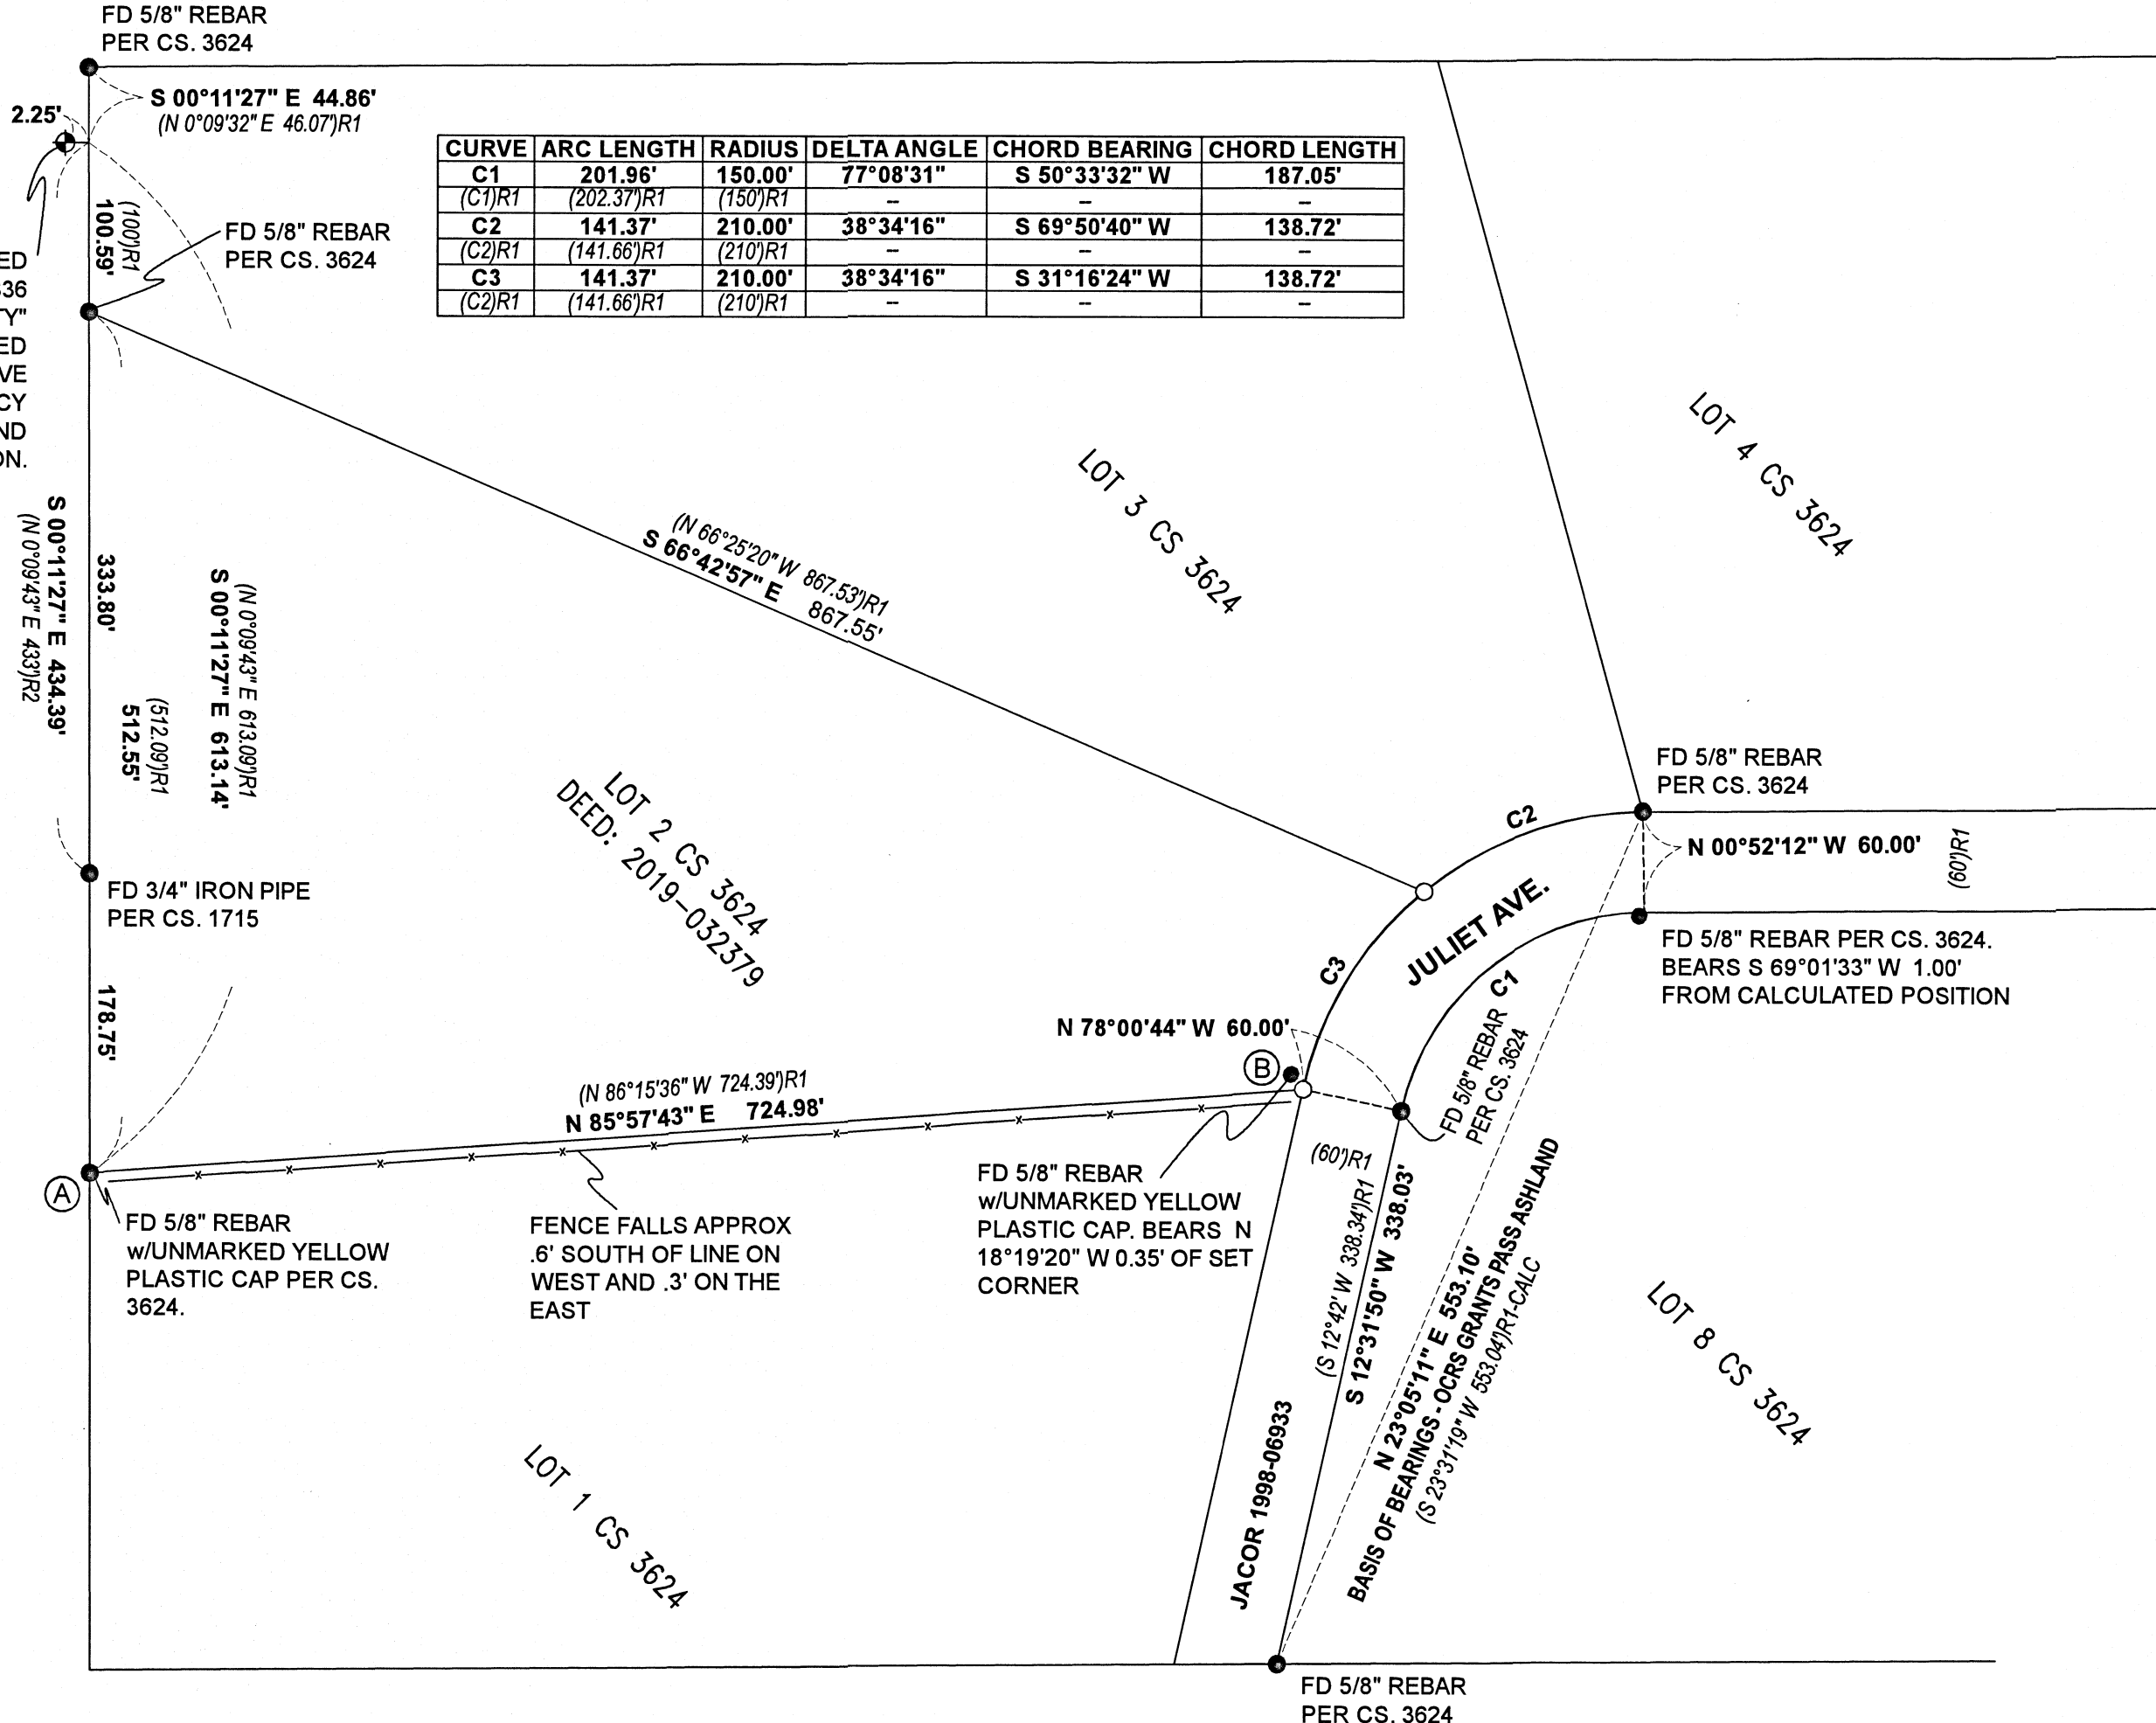 FD 5/8" REBAR
PER CS. 3624
S 00°11'27" E 44.86'
(N 0°09'32" E 46.07')R1
2.25'
CURVE ARC LENGTH RADIUS DELTA ANGLE CHORD BEARING CHORD LENGTH
C1 201.96' 150.00' 77°08'31" S 50°33'32" W 187.05'
(C1)R1 (202.37')R1 (150')R1 -- -- --
C2 141.37' 210.00' 38°34'16" S 69°50'40" W 138.72'
(C2)R1 (141.66')R1 (210')R1 -- -- --
C3 141.37' 210.00' 38°34'16" S 31°16'24" W 138.72'
(C2)R1 (141.66')R1 (210')R1 -- -- --
(100')R1
100.59'
FD 5/8" REBAR
PER CS. 3624
ED
36
TY"
ED
VE
CY
ND
ON.
S 00°11'27" E 434.39'
(N 0°09'43" E 433')R2
333.80'
(N 0°09'43" E 613.09')R1
S 00°11'27" E 613.14'
(512.09')R1
512.55'
(N 66°25'20" W 867.53')R1
S 66°42'57" E 867.55'
LOT 3 CS 3624
LOT 4 CS 3624
LOT 2 CS 3624
DEED: 2019-032379
FD 5/8" REBAR
PER CS. 3624
C2
N 00°52'12" W 60.00'
(60')R1
FD 3/4" IRON PIPE
PER CS. 1715
JULIET AVE.
C3
C1
FD 5/8" REBAR PER CS. 3624.
BEARS S 69°01'33" W 1.00'
FROM CALCULATED POSITION
178.75'
N 78°00'44" W 60.00'
B
FD 5/8" REBAR
PER CS. 3624
(N 86°15'36" W 724.39')R1
N 85°57'43" E 724.98'
A
FD 5/8" REBAR
w/UNMARKED YELLOW
PLASTIC CAP PER CS.
3624.
FENCE FALLS APPROX
.6' SOUTH OF LINE ON
WEST AND .3' ON THE
EAST
FD 5/8" REBAR
w/UNMARKED YELLOW
PLASTIC CAP. BEARS N
18°19'20" W 0.35' OF SET
CORNER
(60')R1
(S 12°42' W 338.34')R1
S 12°31'50" W 338.03'
N 23°05'11" E 553.10'
BASIS OF BEARINGS - OCRS GRANTS PASS ASHLAND
(S 23°31'19" W 553.04')R1-CALC
LOT 8 CS 3624
JACOR 1998-06933
LOT 1 CS 3624
FD 5/8" REBAR
PER CS. 3624